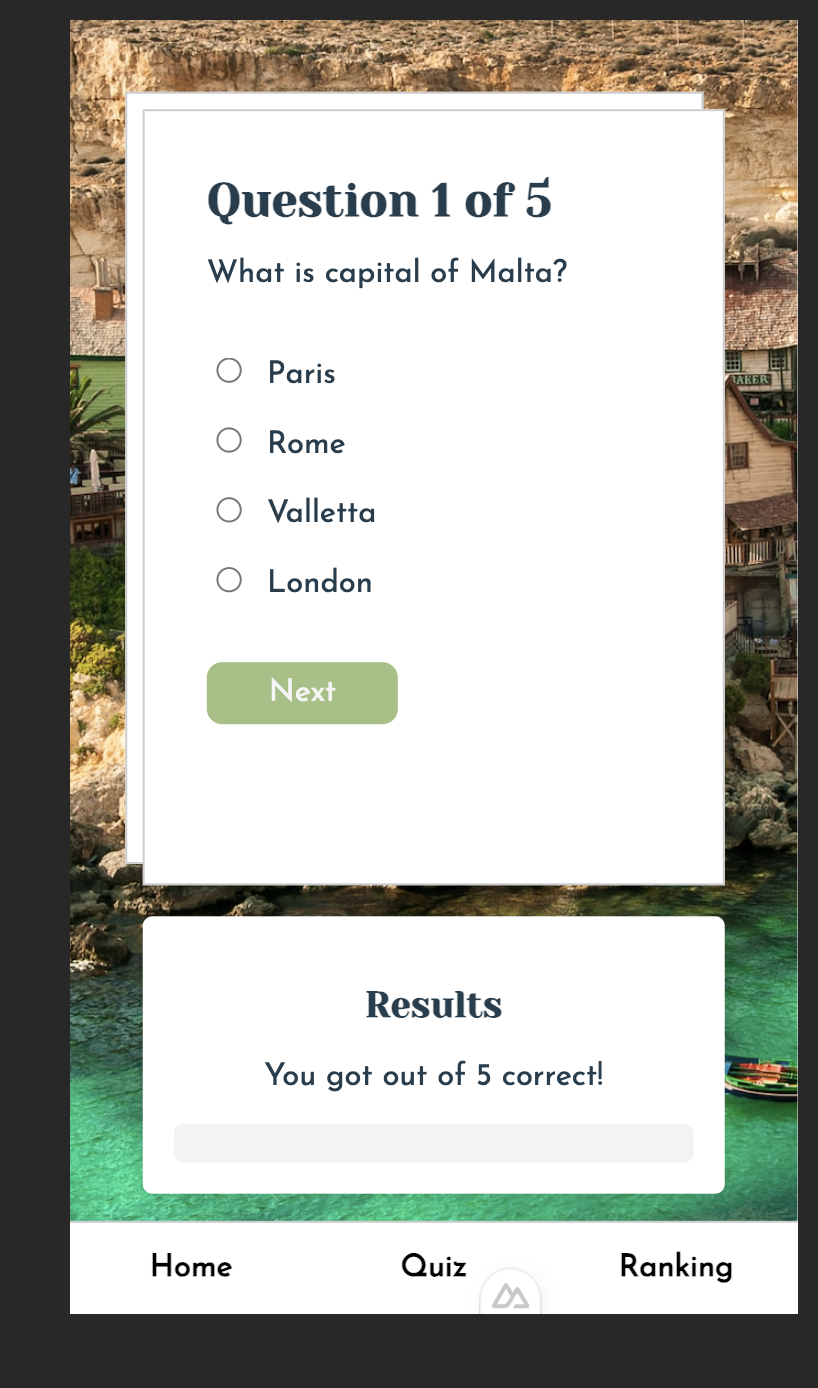 Question 1 of 5
What is capital of Malta?
Paris
Rome
BAKER
Valletta
London
Next
Results
You got out of 5 correct!
Home
Quiz
Ranking